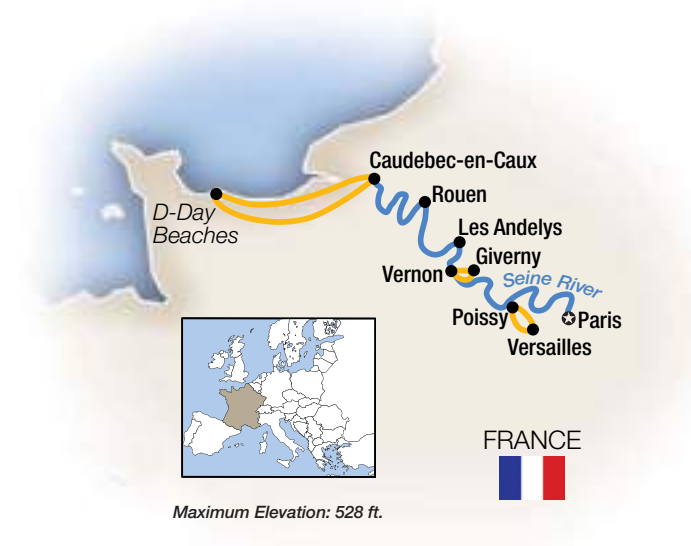 Caudebec-en-Caux
Rouen
D-Day
Beaches
Les Andelys
Giverny
Vernon
Seine River
Poissy
Paris
Versailles
FRANCE
Maximum Elevation: 528 ft.